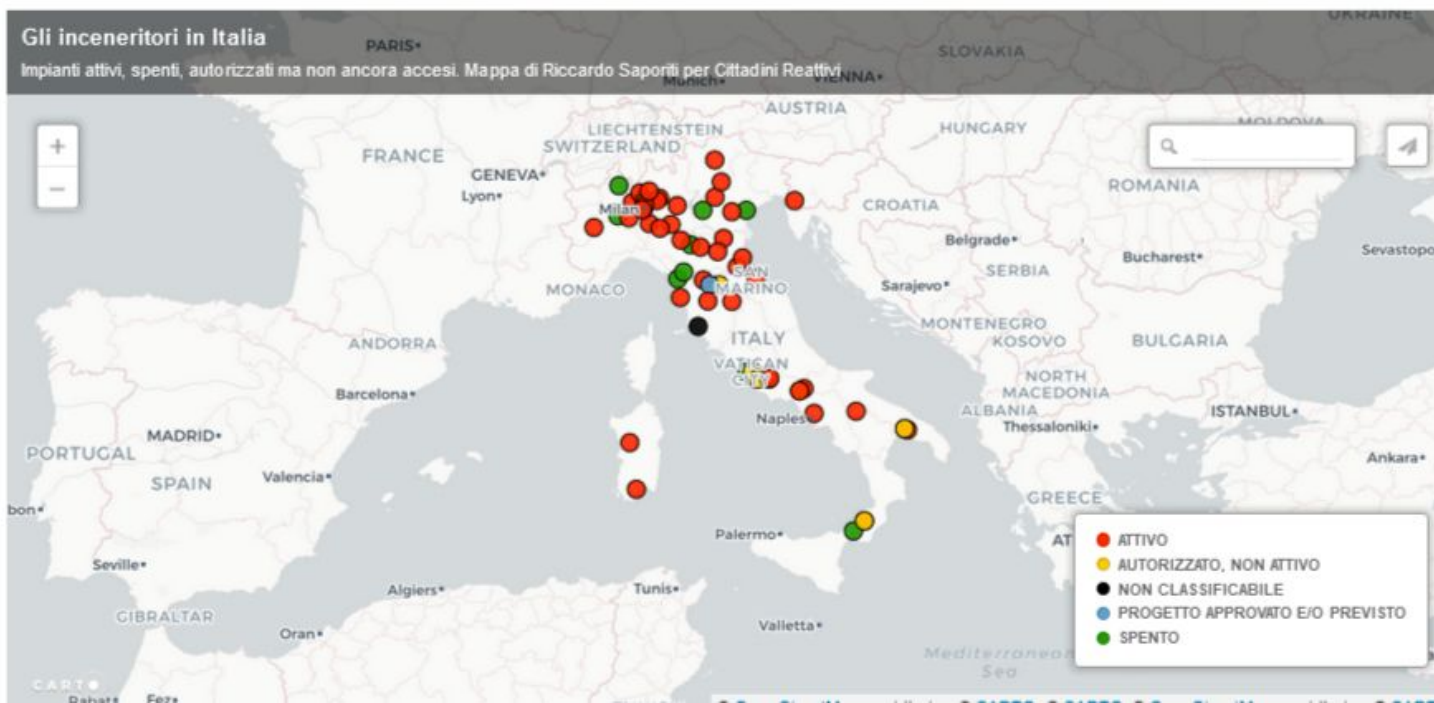 UKRAINE
Gli inceneritori in Italia
PARIS
SLOVAKIA
Impianti attivi, spenti, autorizzati ma non ancora accesi. Mappa di Riccardo Saporiti per Cittadini Reattivi
Munich
VIENNA
AUSTRIA
MOLDOVA
LIECHTENSTEIN
HUNGARY
SWITZERLAND
+
FRANCE
GENEVA
ROMANIA
−
Lyon
Milan
CROATIA
Belgrade
Sevastopo
Bucharest
SERBIA
SAN
MARINO
MONACO
Sarajevo
MONTENEGRO
KOSOVO
BULGARIA
ANDORRA
ITALY
VATICAN
CITY
NORTH
MACEDONIA
Barcelona
ALBANIA
ISTANBUL
Naples
Thessaloniki
MADRID
PORTUGAL
Ankara
Valencia
SPAIN
GREECE
bon
Palermo
AT
ATTIVO
AUTORIZZATO, NON ATTIVO
Seville
NON CLASSIFICABILE
Algiers
Tunis
PROGETTO APPROVATO E/O PREVISTO
GIBRALTAR
Valletta
Oran
SPENTO
Mediterranean
Sea
CARTO
Rabat
Fez